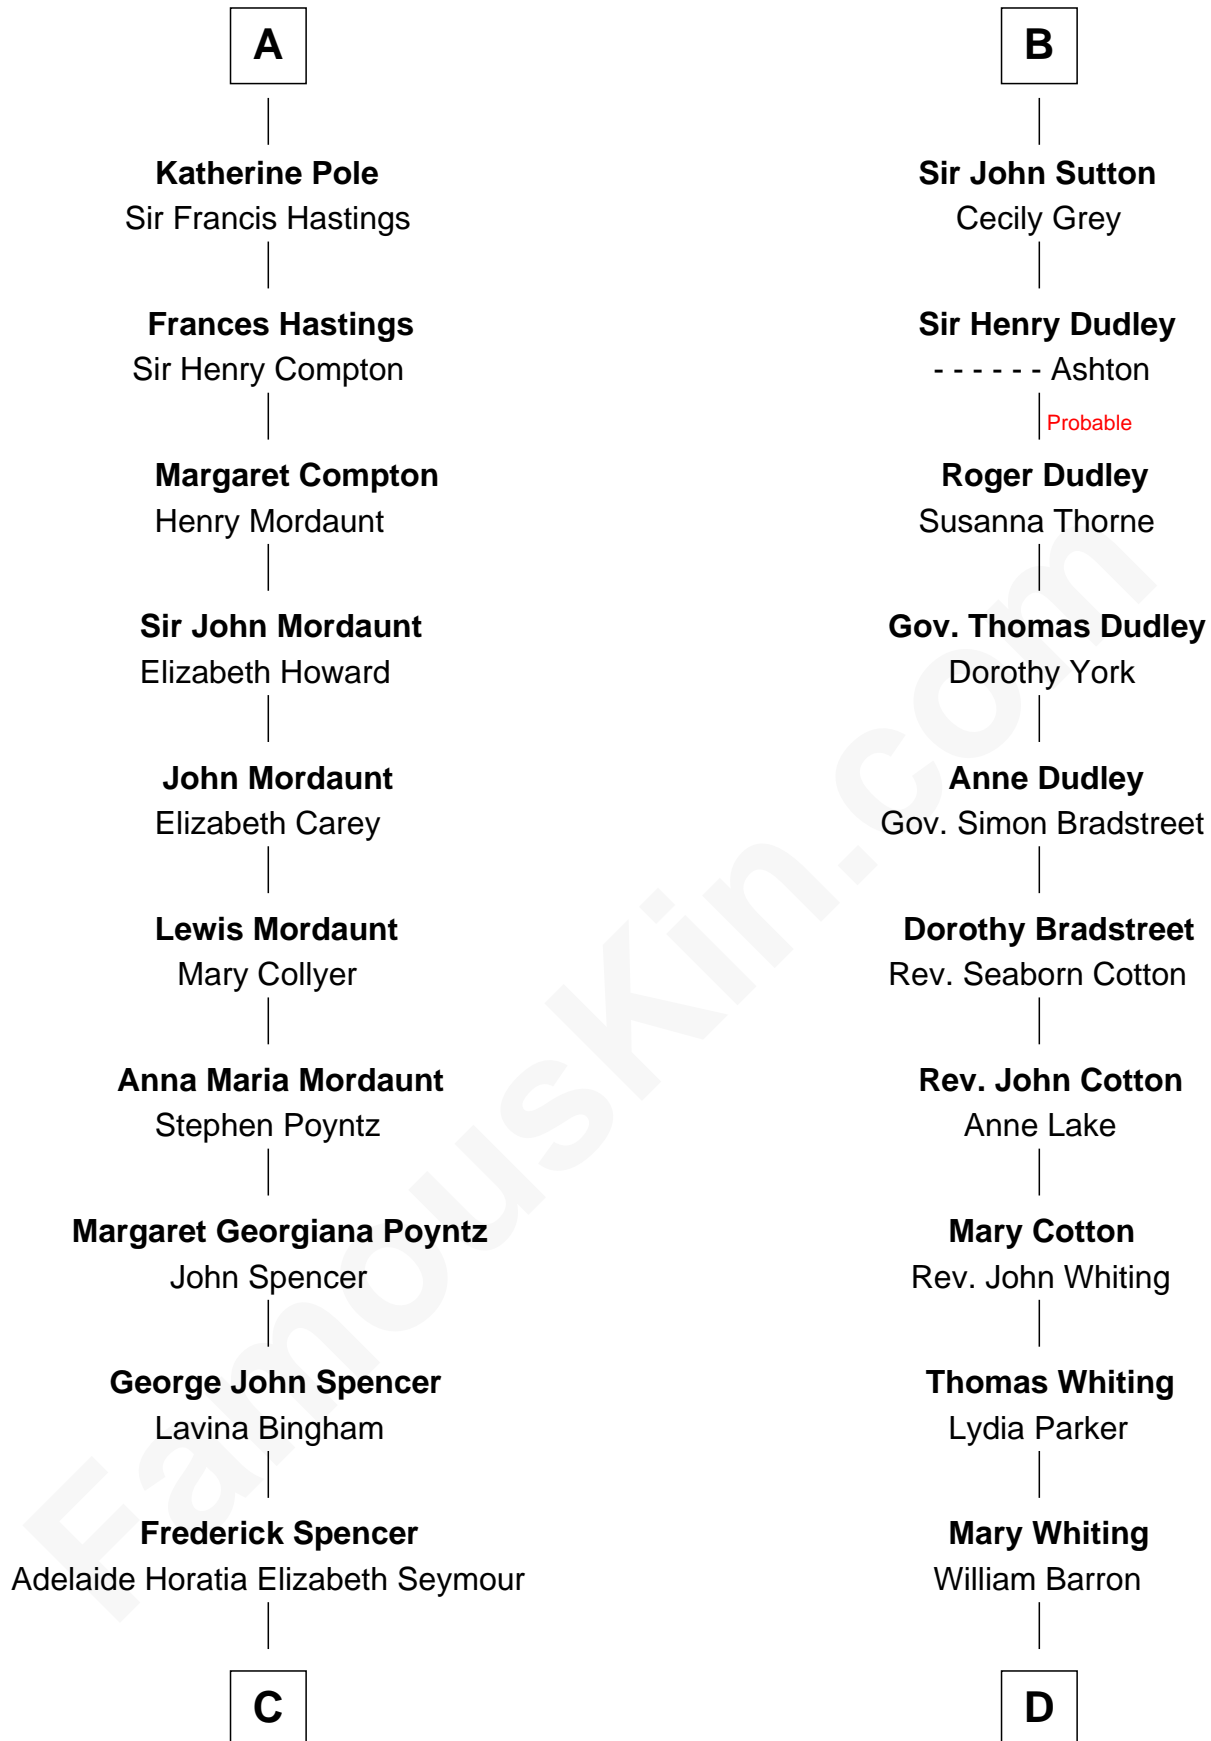 A
Katherine Pole
Sir Francis Hastings
Frances Hastings
Sir Henry Compton
Margaret Compton
Henry Mordaunt
Sir John Mordaunt
Elizabeth Howard
John Mordaunt
Elizabeth Carey
Lewis Mordaunt
Mary Collyer
Anna Maria Mordaunt
Stephen Poyntz
Margaret Georgiana Poyntz
John Spencer
George John Spencer
Lavina Bingham
Frederick Spencer
Adelaide Horatia Elizabeth Seymour
C
B
Sir John Sutton
Cecily Grey
Sir Henry Dudley
- - - - - - Ashton
Probable
Roger Dudley
Susanna Thorne
Gov. Thomas Dudley
Dorothy York
Anne Dudley
Gov. Simon Bradstreet
Dorothy Bradstreet
Rev. Seaborn Cotton
Rev. John Cotton
Anne Lake
Mary Cotton
Rev. John Whiting
Thomas Whiting
Lydia Parker
Mary Whiting
William Barron
D
FamousKin.com